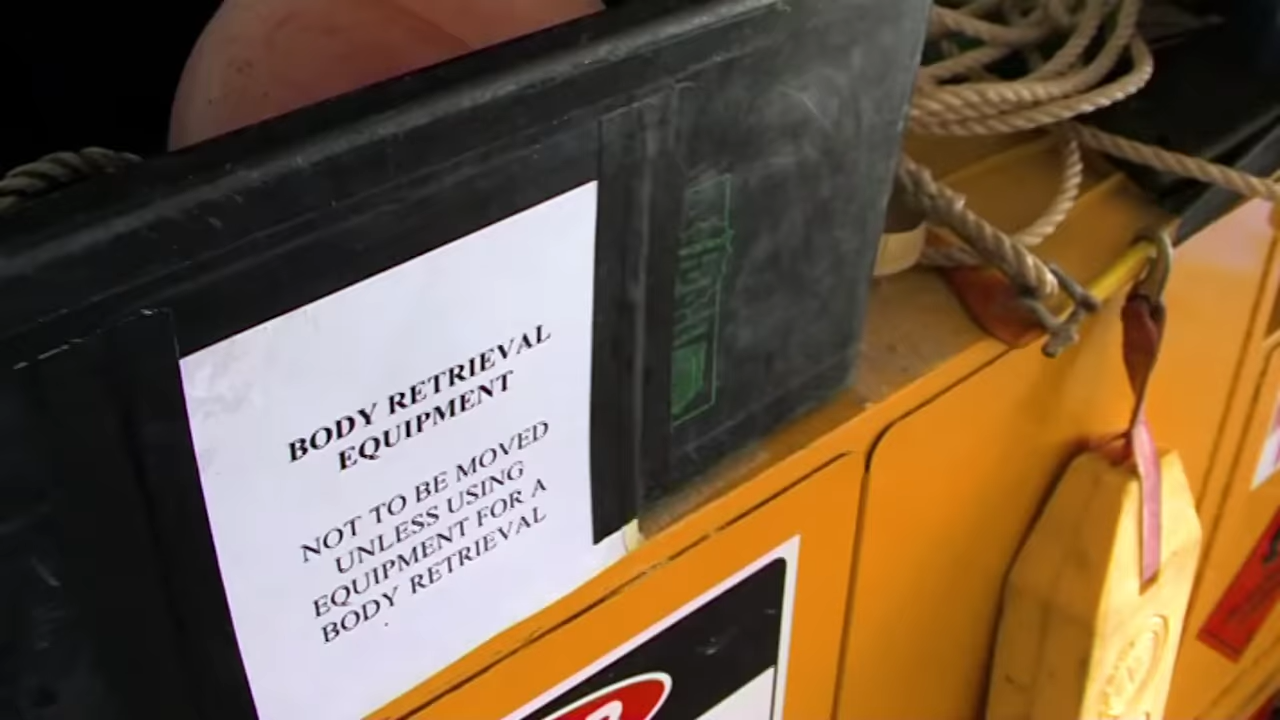 BODY RETRIEVAL
EQUIPMENT
NOT TO BE MOVED
UNLESS USING
EQUIPMENT FOR A
BODY RETRIEVAL